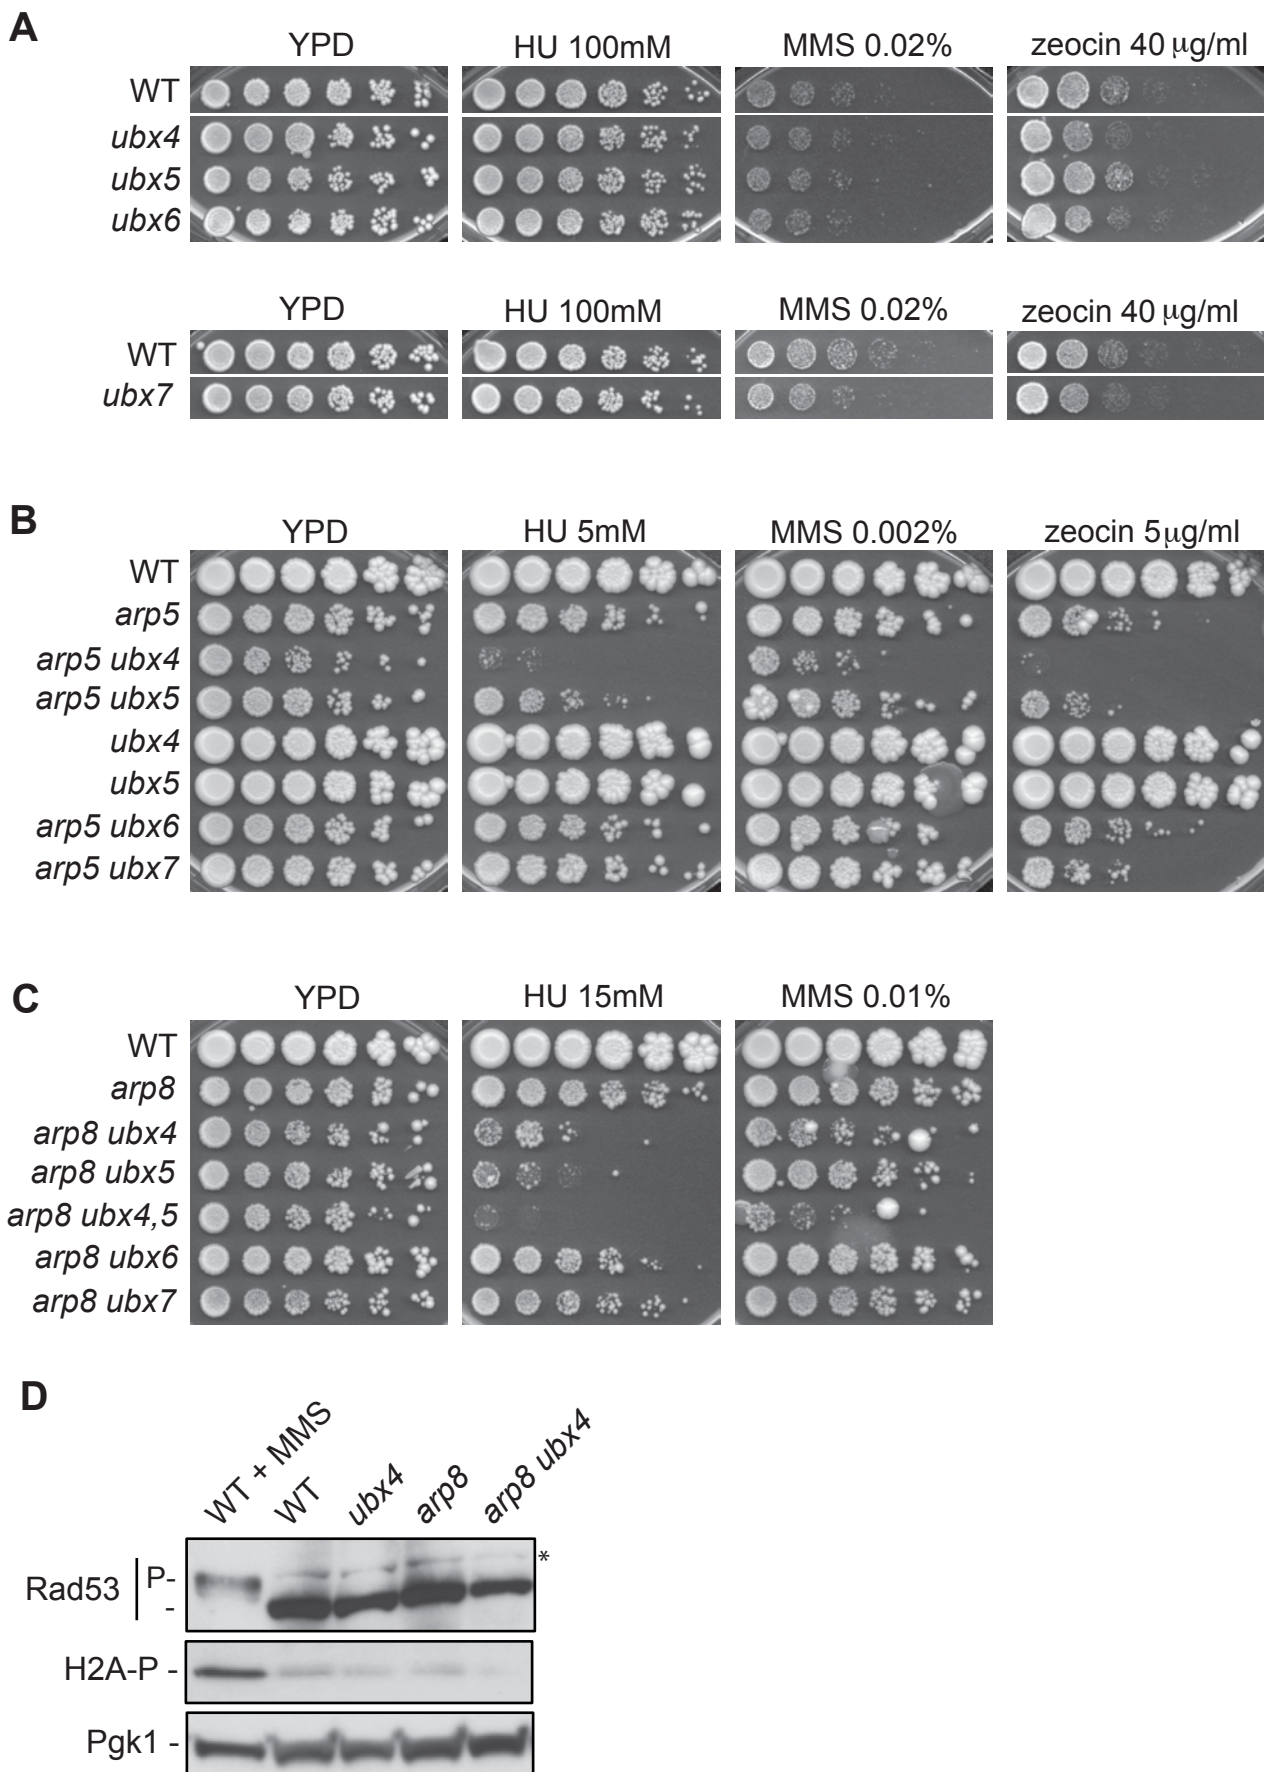 A
YPD HU 100mM MMS 0.02% zeocin 40 μg/ml
WT
ubx4
ubx5
ubx6
YPD HU 100mM MMS 0.02% zeocin 40 μg/ml
WT
ubx7
B
YPD HU 5mM MMS 0.002% zeocin 5μg/ml
WT
arp5
arp5 ubx4
arp5 ubx5
ubx4
ubx5
arp5 ubx6
arp5 ubx7
C
YPD HU 15mM MMS 0.01%
WT
arp8
arp8 ubx4
arp8 ubx5
arp8 ubx4,5
arp8 ubx6
arp8 ubx7
D
WT + MMS WT ubx4 arp8 arp8 ubx4
*
Rad53 P-
-
H2A-P -
Pgk1 -